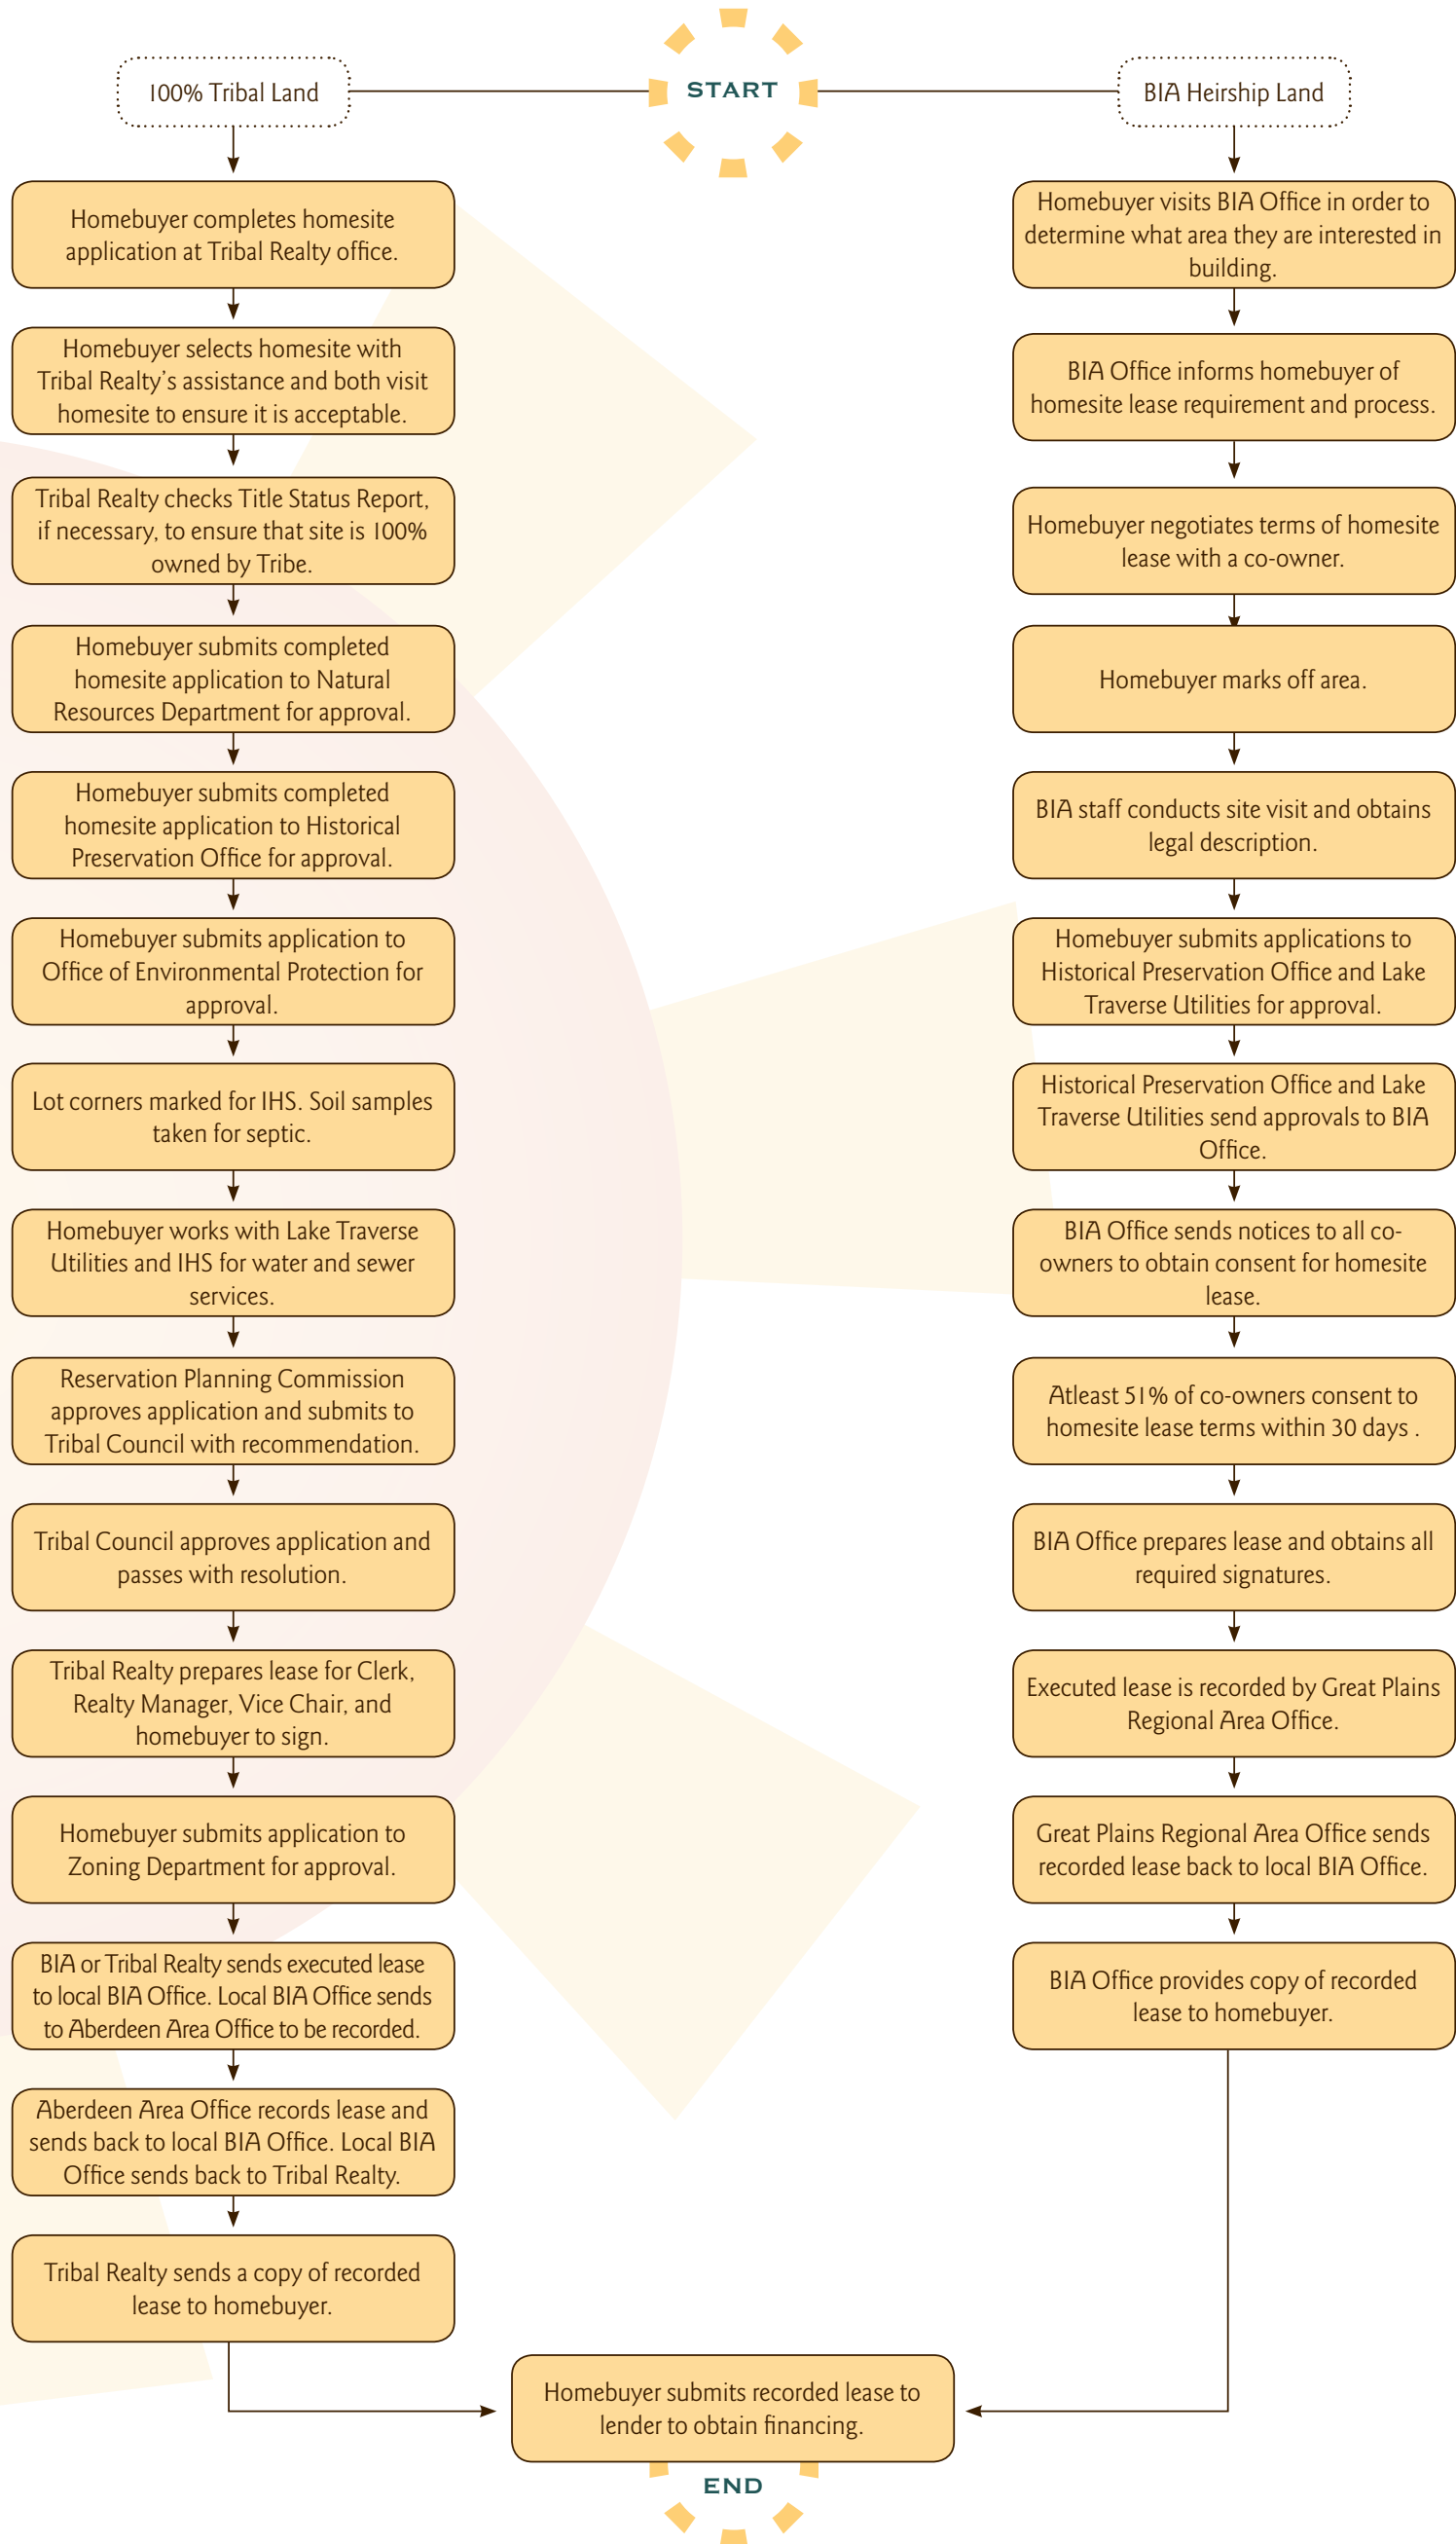 START
100% Tribal Land
Homebuyer completes homesite
application at Tribal Realty office.
Homebuyer selects homesite with
Tribal Realty's assistance and both visit
homesite to ensure it is acceptable.
Tribal Realty checks Title Status Report,
if necessary, to ensure that site is 100%
owned by Tribe.
Homebuyer submits completed
homesite application to Natural
Resources Department for approval.
Homebuyer submits completed
homesite application to Historical
Preservation Office for approval.
Homebuyer submits application to
Office of Environmental Protection for
approval.
Lot corners marked for IHS. Soil samples
taken for septic.
Homebuyer works with Lake Traverse
Utilities and IHS for water and sewer
services.
Reservation Planning Commission
approves application and submits to
Tribal Council with recommendation.
Tribal Council approves application and
passes with resolution.
Tribal Realty prepares lease for Clerk,
Realty Manager, Vice Chair, and
homebuyer to sign.
Homebuyer submits application to
Zoning Department for approval.
BIA or Tribal Realty sends executed lease
to local BIA Office. Local BIA Office sends
to Aberdeen Area Office to be recorded.
Aberdeen Area Office records lease and
sends back to local BIA Office. Local BIA
Office sends back to Tribal Realty.
Tribal Realty sends a copy of recorded
lease to homebuyer.
BIA Heirship Land
Homebuyer visits BIA Office in order to
determine what area they are interested in
building.
BIA Office informs homebuyer of
homesite lease requirement and process.
Homebuyer negotiates terms of homesite
lease with a co-owner.
Homebuyer marks off area.
BIA staff conducts site visit and obtains
legal description.
Homebuyer submits applications to
Historical Preservation Office and Lake
Traverse Utilities for approval.
Historical Preservation Office and Lake
Traverse Utilities send approvals to BIA
Office.
BIA Office sends notices to all co-
owners to obtain consent for homesite
lease.
Atleast 51% of co-owners consent to
homesite lease terms within 30 days .
BIA Office prepares lease and obtains all
required signatures.
Executed lease is recorded by Great Plains
Regional Area Office.
Great Plains Regional Area Office sends
recorded lease back to local BIA Office.
BIA Office provides copy of recorded
lease to homebuyer.
Homebuyer submits recorded lease to
lender to obtain financing.
END